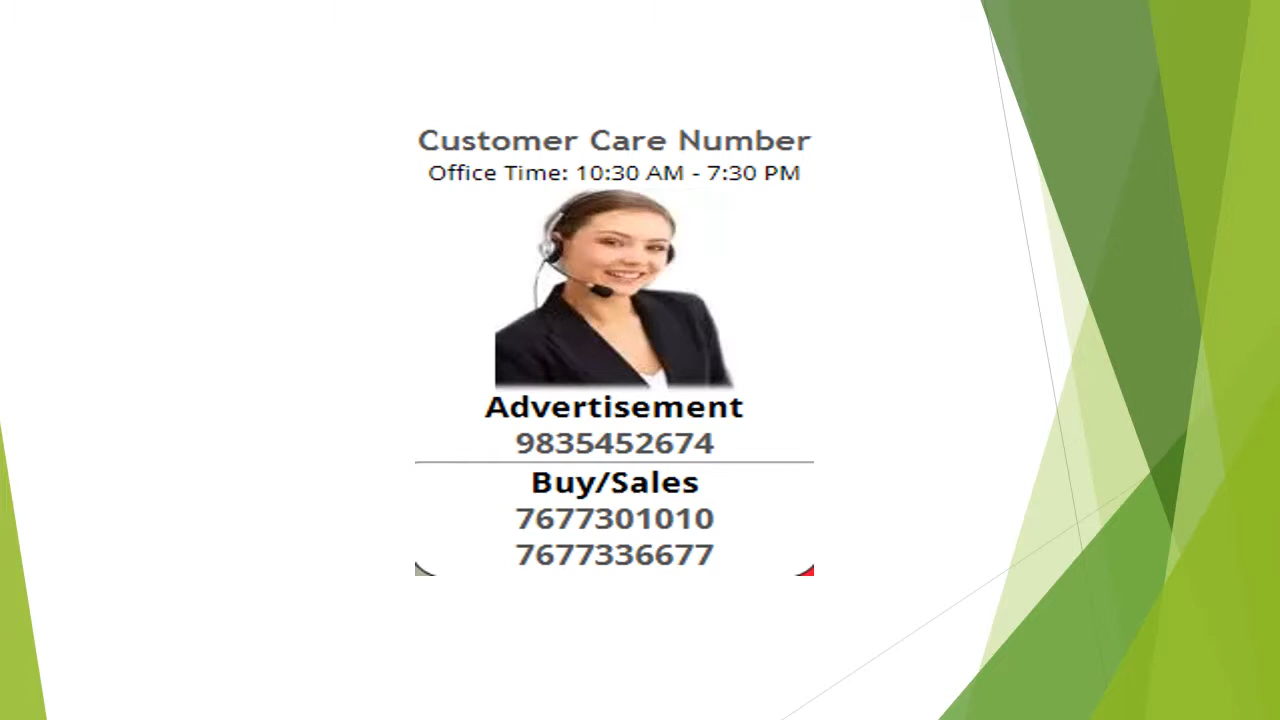 Customer Care Number
Office Time: 10:30 AM - 7:30 PM
Advertisement
9835452674
Buy/Sales
7677301010
7677336677